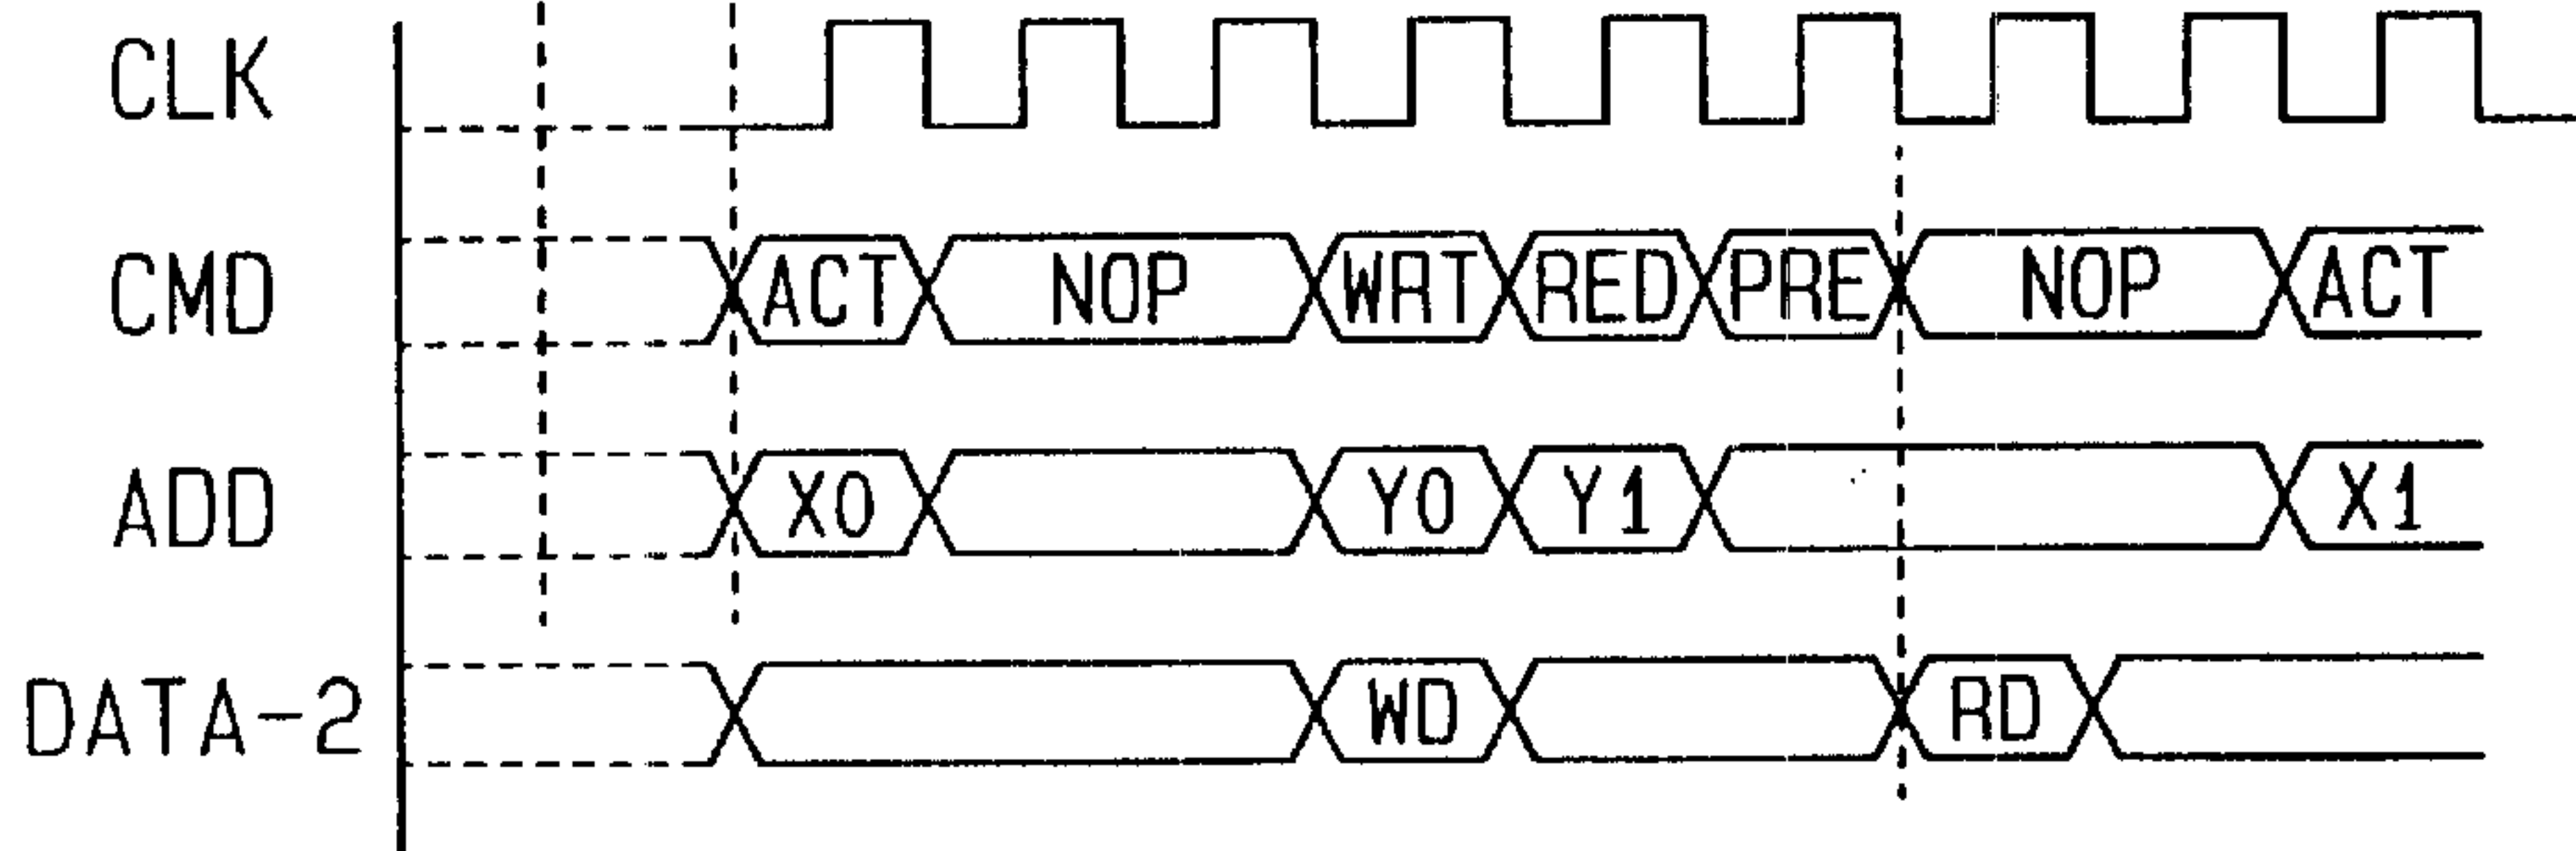 CLK
CMD ACT NOP WRT RED PRE NOP ACT
ADD X0 Y0 Y1 X1
DATA-2 WD RD